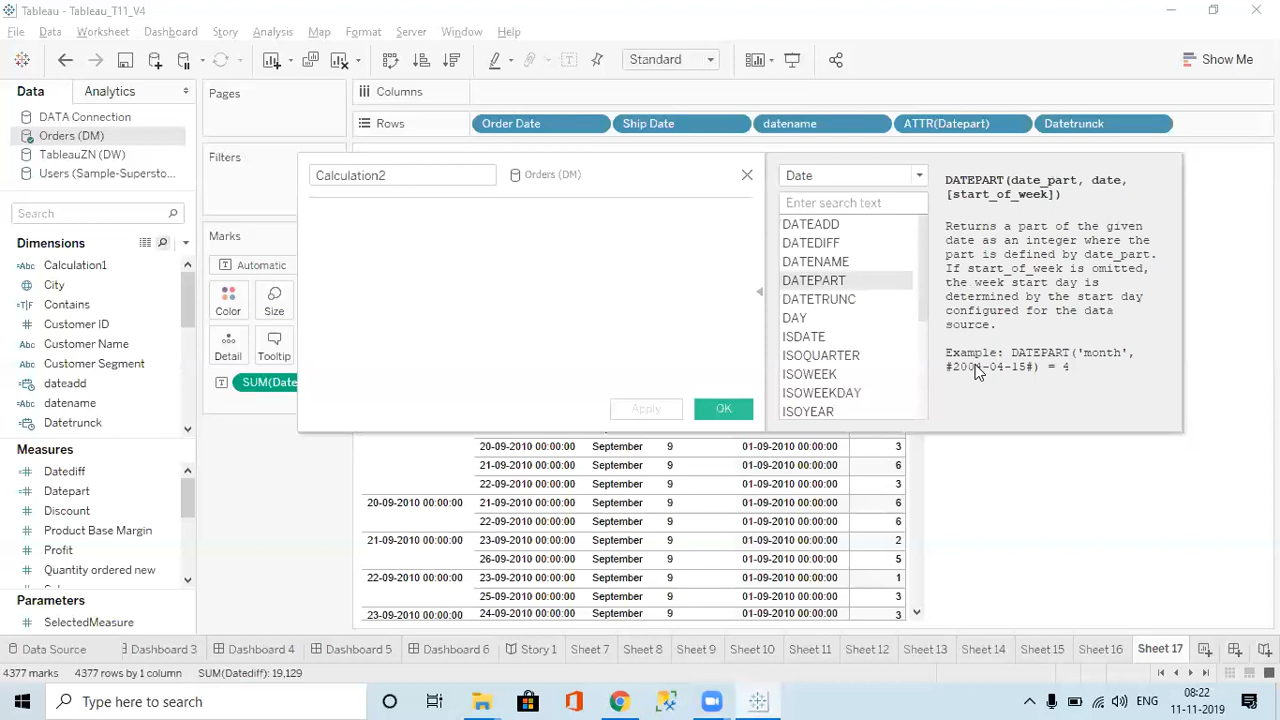 Tableau - Tableau_T11_V4
File Data Worksheet Dashboard Story Analysis Map Format Server Window Help
Standard
Show Me
Data Analytics
Pages
Columns
Rows Order Date Ship Date datename ATTR(Datepart) Datetrunck
DATA Connection
Orders (DM)
TableauZN (DW)
Users (Sample-Supersto...
Search
Filters
Marks
Automatic
Color Size
Detail Tooltip
SUM(Date
Dimensions
Abc Calculation1
City
Abc Contains
# Customer ID
Abc Customer Name
Abc Customer Segment
dateadd
Abc datename
Datetrunck
Measures
Datediff
Datepart
# Discount
# Product Base Margin
# Profit
# Quantity ordered new
Parameters
# SelectedMeasure
Calculation2 Orders (DM)
Apply OK
Date
Enter search text
DATEADD
DATEDIFF
DATENAME
DATEPART
DATETRUNC
DAY
ISDATE
ISOQUARTER
ISOWEEK
ISOWEEKDAY
ISOYEAR
DATEPART(date_part, date,
[start_of_week])
Returns a part of the given
date as an integer where the
part is defined by date_part.
If start_of_week is omitted,
the week start day is
determined by the start day
configured for the data
source.
Example: DATEPART('month',
#2004-04-15#) = 4
20-09-2010 00:00:00 September 9 01-09-2010 00:00:00 3
21-09-2010 00:00:00 September 9 01-09-2010 00:00:00 6
22-09-2010 00:00:00 September 9 01-09-2010 00:00:00 3
20-09-2010 00:00:00 21-09-2010 00:00:00 September 9 01-09-2010 00:00:00 6
22-09-2010 00:00:00 September 9 01-09-2010 00:00:00 6
21-09-2010 00:00:00 23-09-2010 00:00:00 September 9 01-09-2010 00:00:00 2
26-09-2010 00:00:00 September 9 01-09-2010 00:00:00 5
22-09-2010 00:00:00 23-09-2010 00:00:00 September 9 01-09-2010 00:00:00 1
25-09-2010 00:00:00 September 9 01-09-2010 00:00:00 3
23-09-2010 00:00:00 24-09-2010 00:00:00 September 9 01-09-2010 00:00:00 3
Data Source Dashboard 3 Dashboard 4 Dashboard 5 Dashboard 6 Story 1 Sheet 7 Sheet 8 Sheet 9 Sheet 10 Sheet 11 Sheet 12 Sheet 13 Sheet 14 Sheet 15 Sheet 16 Sheet 17
4377 marks 4377 rows by 1 column SUM(Datediff): 19,129
Type here to search
ENG
08:22
11-11-2019